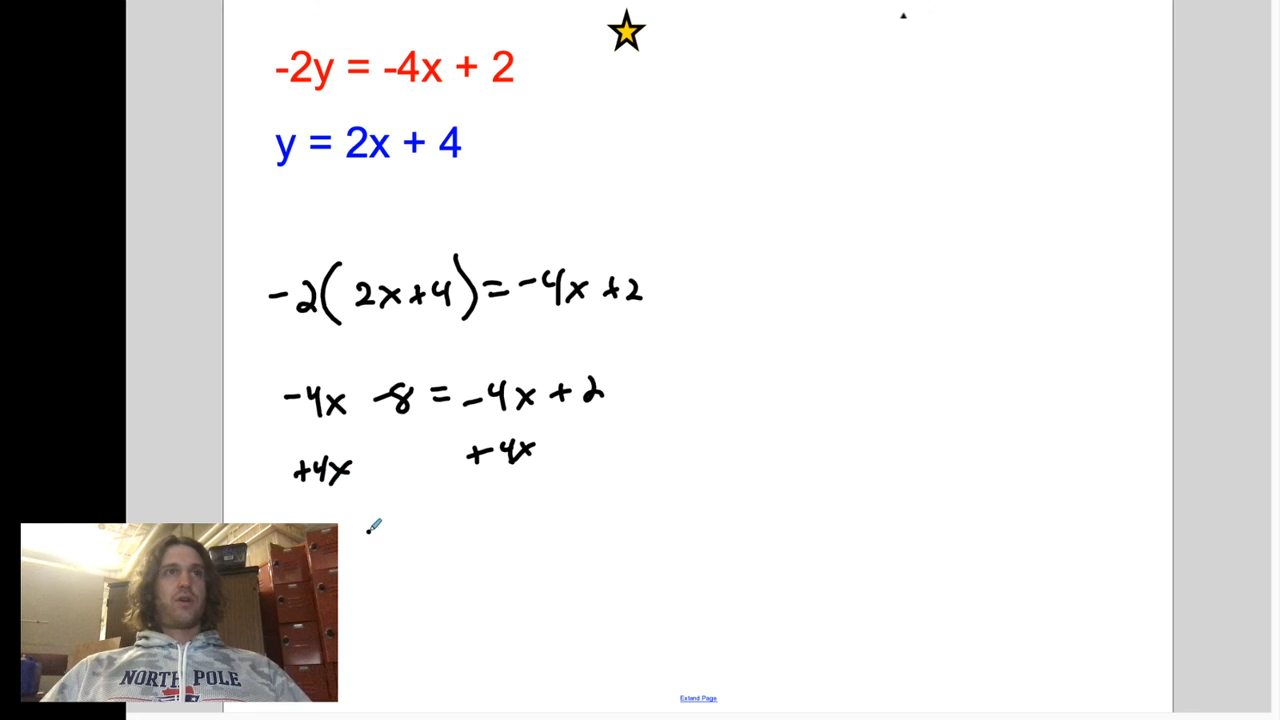 -2y = -4x + 2
y = 2x + 4
-2(2x+4)=-4x+2
-4x -8 = -4x + 2
+4x +4x
NORTH POLE
Extend Page